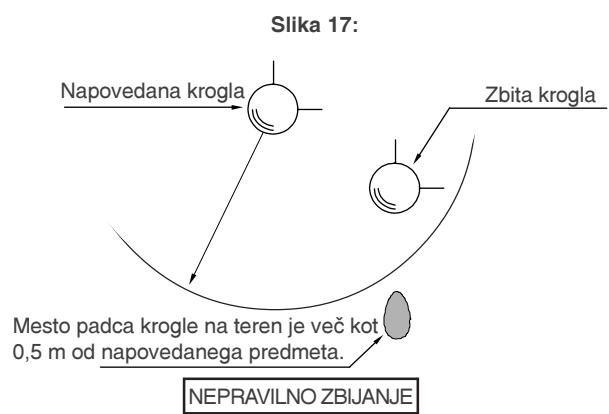 Slika 17:
Napovedana krogla
Zbita krogla
Mesto padca krogle na teren je več kot
0,5 m od napovedanega predmeta.
NEPRAVILNO ZBIJANJE